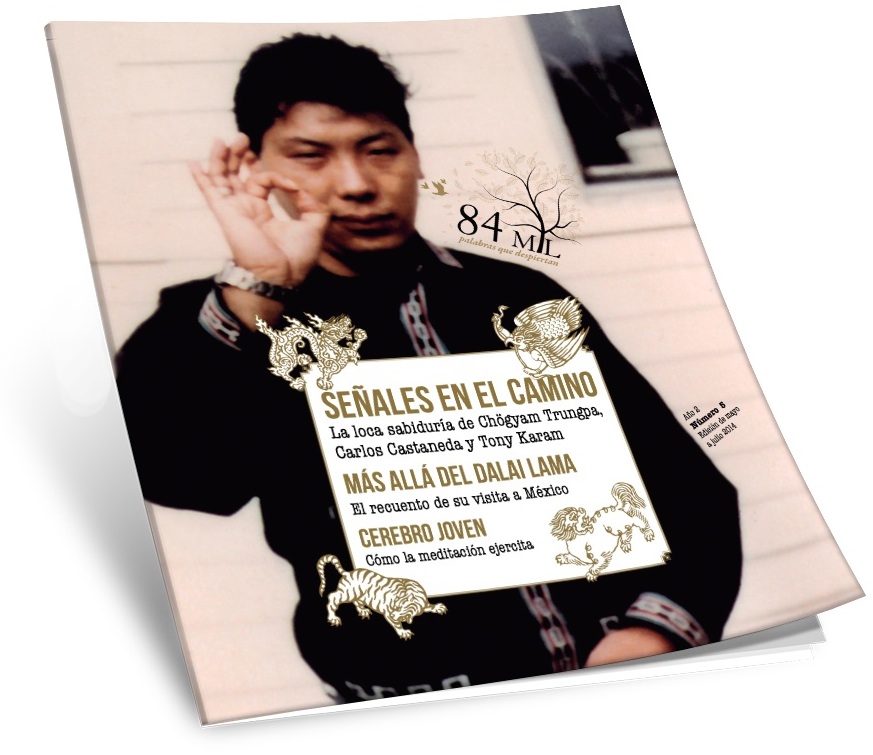 84 MIL
palabras que despiertan
SEÑALES EN EL CAMINO
La loca sabiduría de Chögyam Trungpa,
Carlos Castaneda y Tony Karam
MÁS ALLÁ DEL DALAI LAMA
El recuento de su visita a México
CEREBRO JOVEN
Cómo la meditación ejercita
Año 2
Número 5
Edición de mayo
a julio 2014